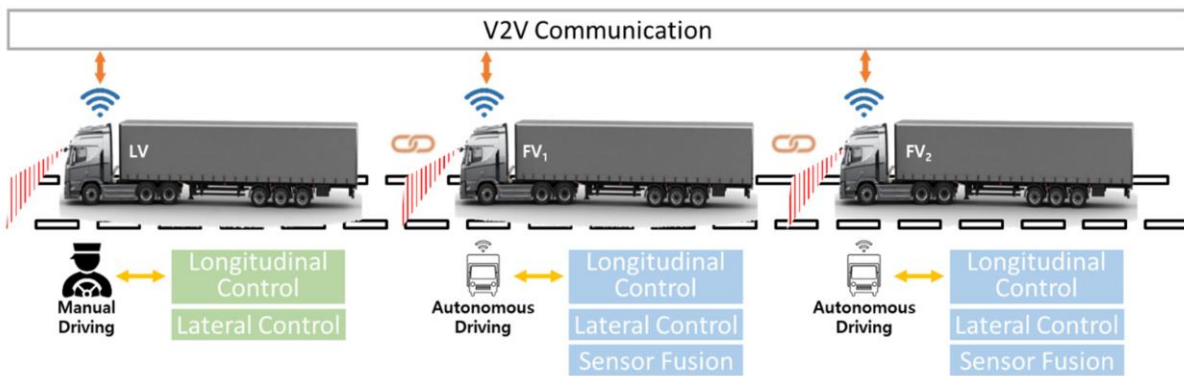 V2V Communication
LV
FV₁
FV₂
Manual
Driving
Longitudinal
Control
Lateral Control
Autonomous
Driving
Longitudinal
Control
Lateral Control
Sensor Fusion
Autonomous
Driving
Longitudinal
Control
Lateral Control
Sensor Fusion